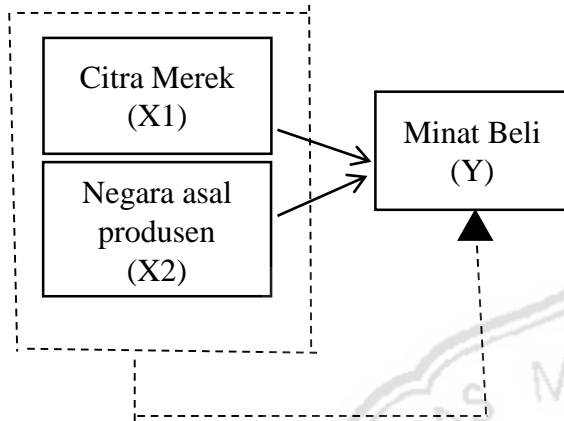 Citra Merek
(X1)
Negara asal
produsen
(X2)
Minat Beli
(Y)